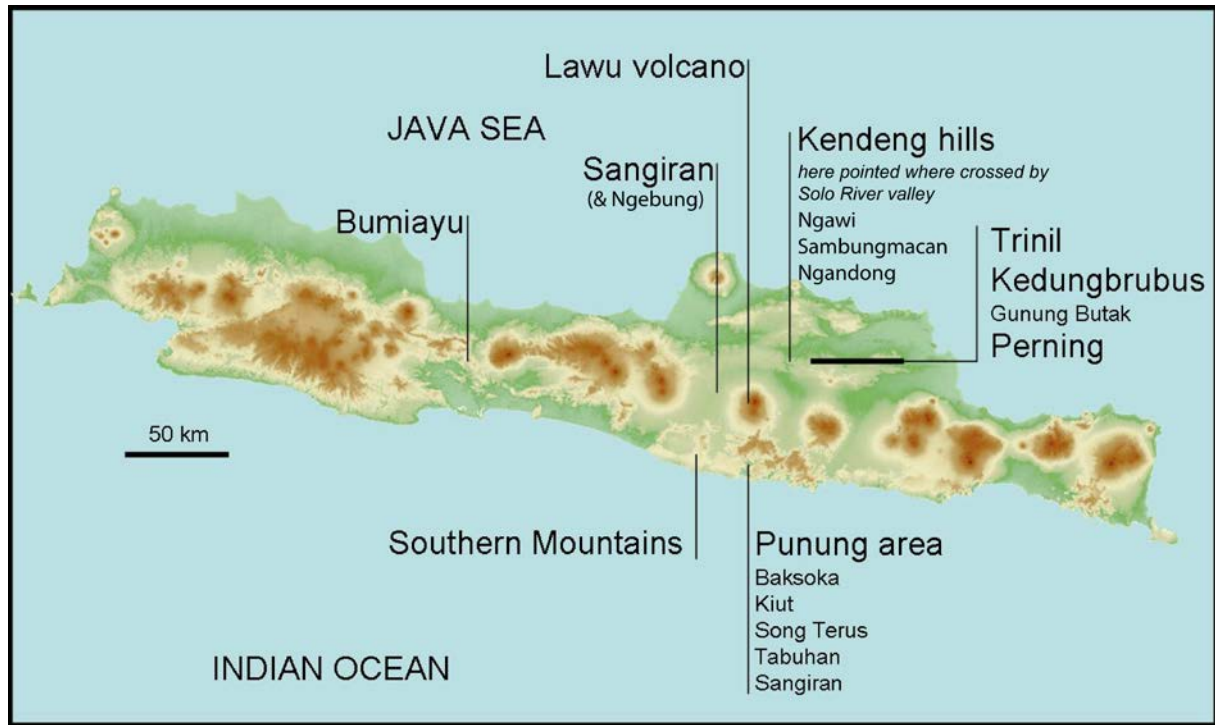 Lawu volcano
JAVA SEA
Kendeng hills
here pointed where crossed by
Solo River valley
Ngawi
Sambungmacan
Ngandong
Sangiran
(& Ngebung)
Bumiayu
Trinil
Kedungbrubus
Gunung Butak
Perning
50 km
Southern Mountains
Punung area
Baksoka
Kiut
Song Terus
Tabuhan
Sangiran
INDIAN OCEAN